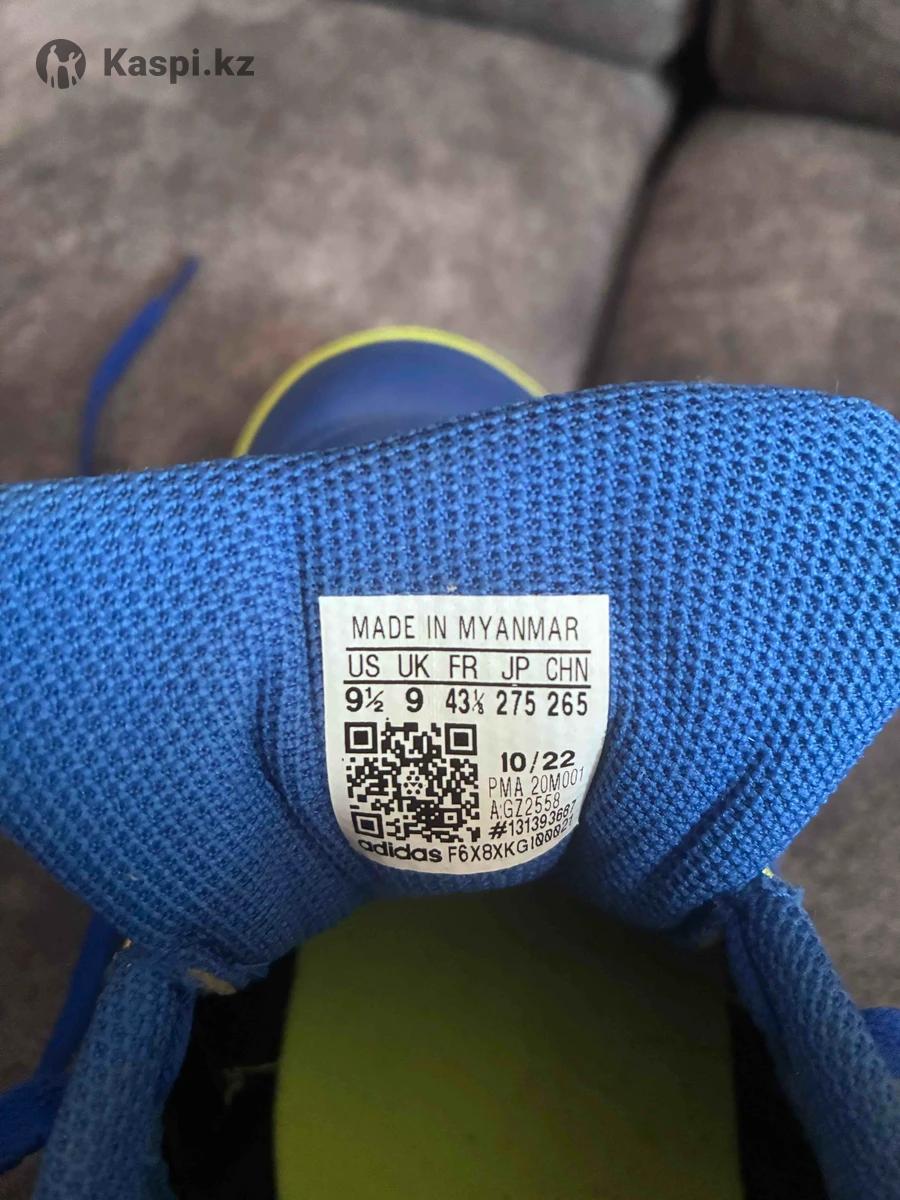 Kaspi.kz
MADE IN MYANMAR
US UK FR JP CHN
9½ 9 43⅓ 275 265
10/22
PMA 20M001
A:GZ2558
#131393687
adidas F6X8XKGI00021